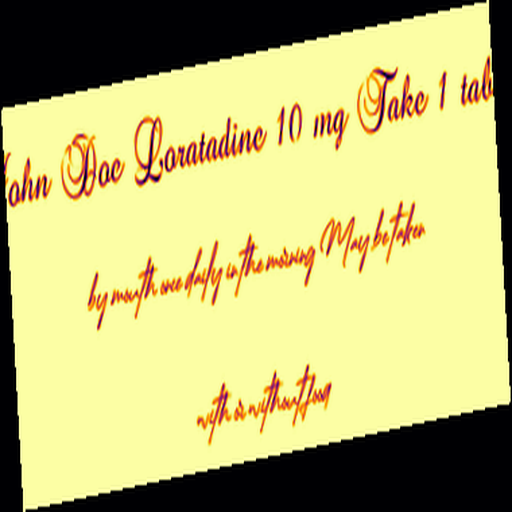 John Doe Loratadine 10 mg Take 1 tab
by mouth once daily in the morning May be taken
with or without food